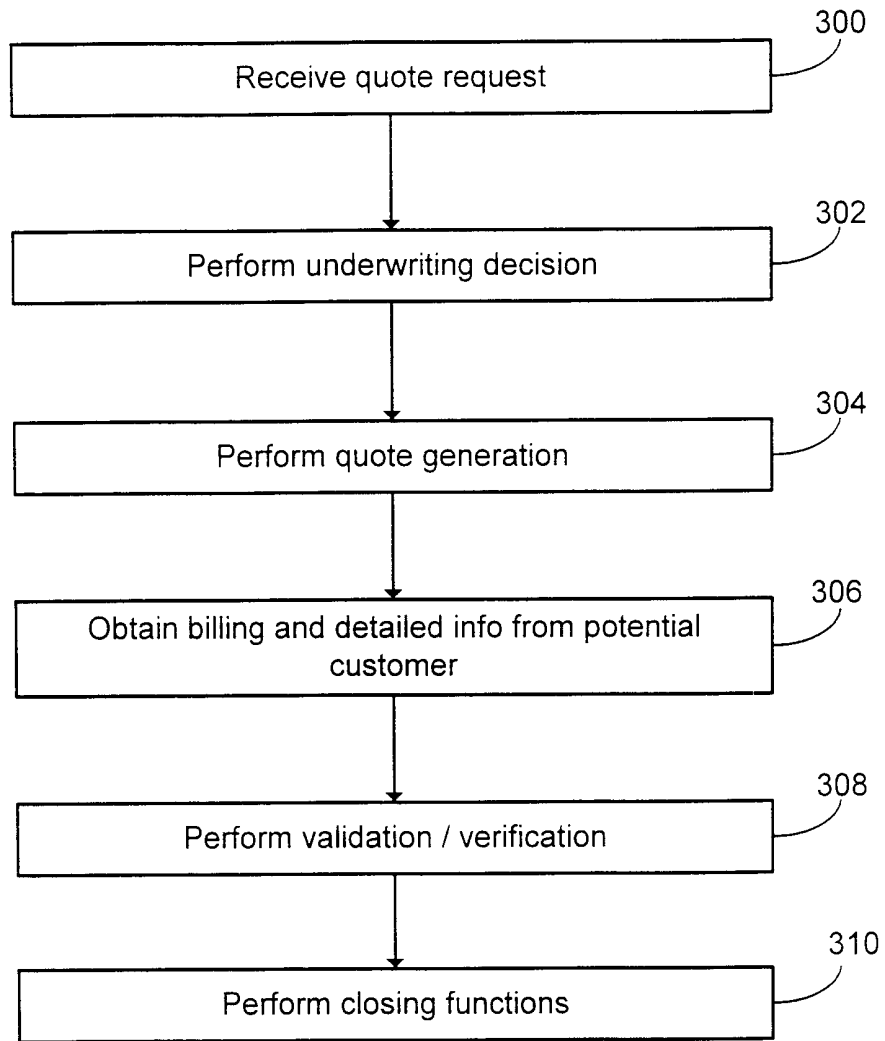 300
Receive quote request
302
Perform underwriting decision
304
Perform quote generation
306
Obtain billing and detailed info from potential
customer
308
Perform validation / verification
310
Perform closing functions